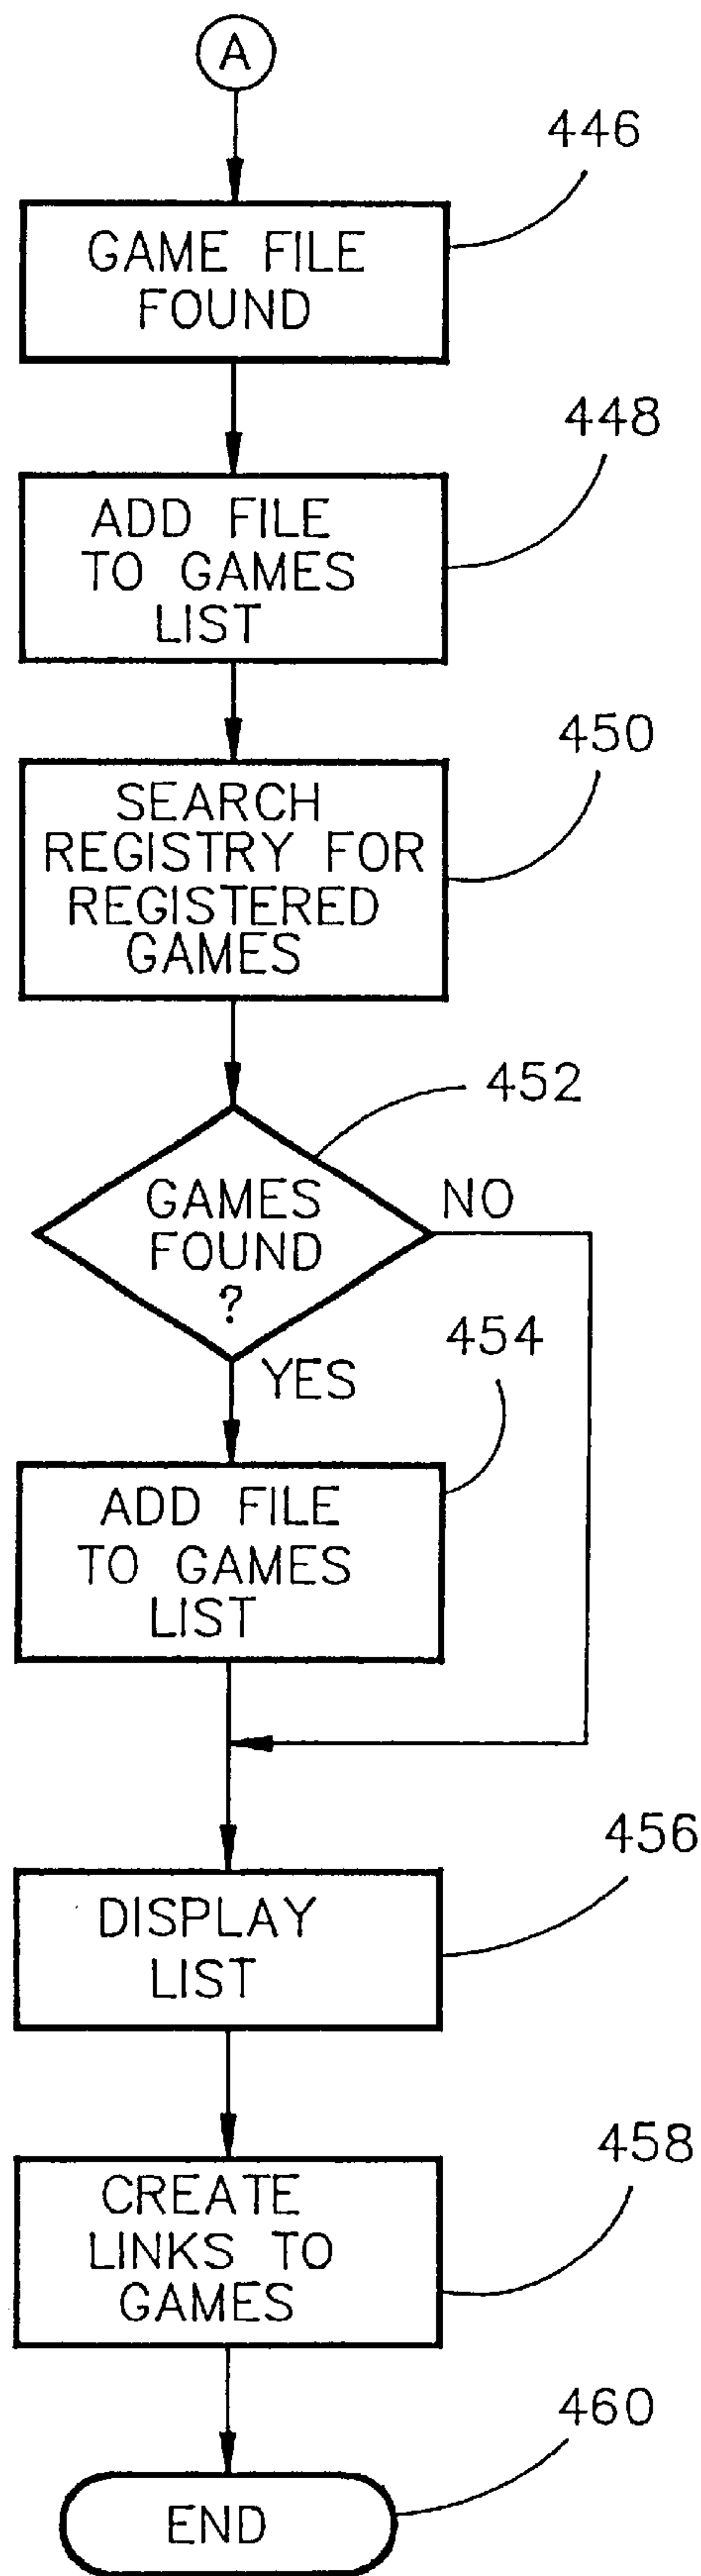 A
446
GAME FILE
FOUND
448
ADD FILE
TO GAMES
LIST
450
SEARCH
REGISTRY FOR
REGISTERED
GAMES
452
GAMES
FOUND
?
NO
YES
454
ADD FILE
TO GAMES
LIST
456
DISPLAY
LIST
458
CREATE
LINKS TO
GAMES
460
END